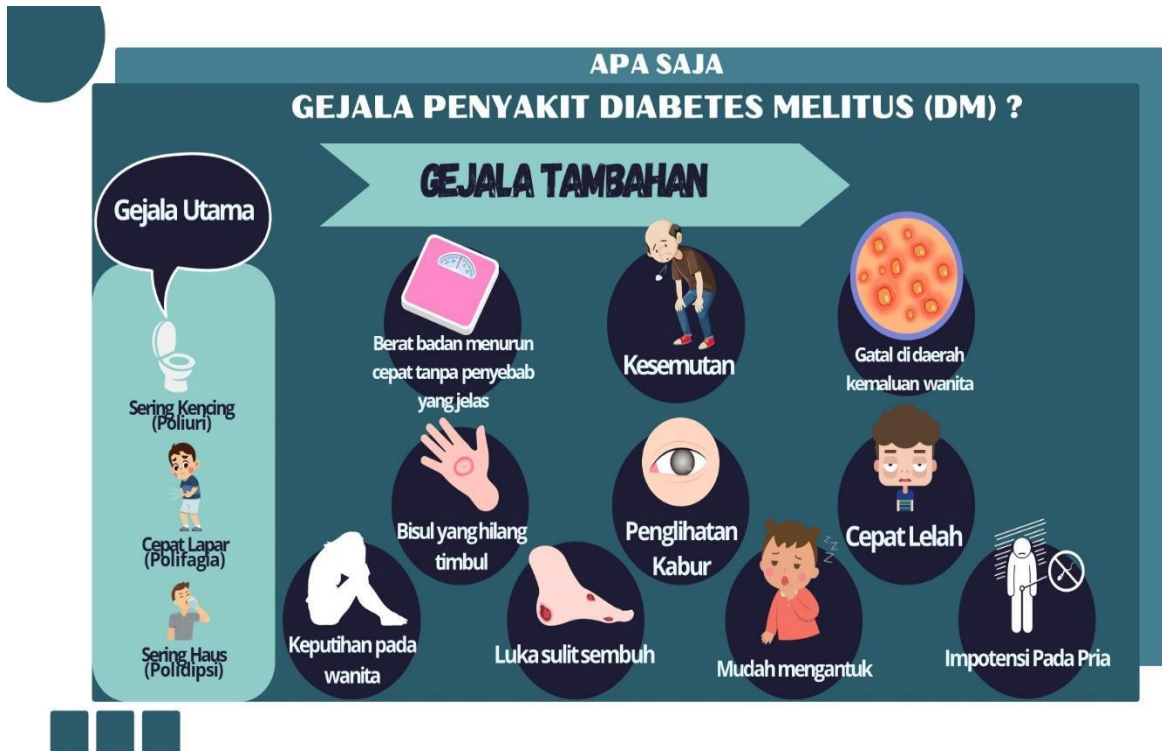 APA SAJA
GEJALA PENYAKIT DIABETES MELITUS (DM) ?
Gejala Utama
Sering Kencing
(Poliuri)
Cepat Lapar
(Polifagia)
Sering Haus
(Polidipsi)
GEJALA TAMBAHAN
Berat badan menurun
cepat tanpa penyebab
yang jelas
Kesemutan
Gatal di daerah
kemaluan wanita
Bisul yang hilang
timbul
Penglihatan
Kabur
Cepat Lelah
Keputihan pada
wanita
Luka sulit sembuh
Mudah mengantuk
Impotensi Pada Pria